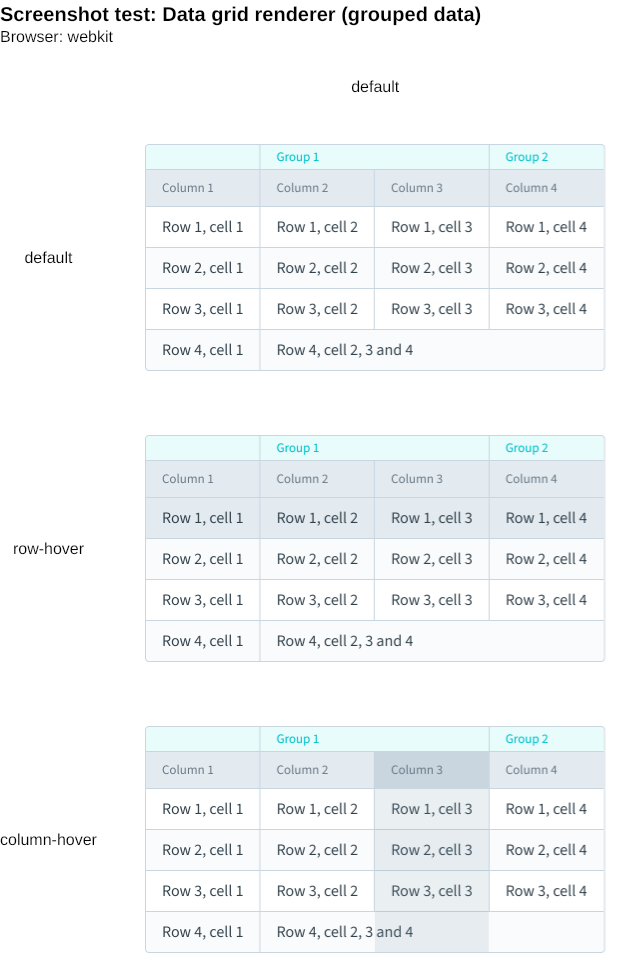 Screenshot test: Data grid renderer (grouped data)
Browser: webkit
default
Group 1 Group 2
Column 1 Column 2 Column 3 Column 4
Row 1, cell 1 Row 1, cell 2 Row 1, cell 3 Row 1, cell 4
default
Row 2, cell 1 Row 2, cell 2 Row 2, cell 3 Row 2, cell 4
Row 3, cell 1 Row 3, cell 2 Row 3, cell 3 Row 3, cell 4
Row 4, cell 1 Row 4, cell 2, 3 and 4
Group 1 Group 2
Column 1 Column 2 Column 3 Column 4
Row 1, cell 1 Row 1, cell 2 Row 1, cell 3 Row 1, cell 4
row-hover
Row 2, cell 1 Row 2, cell 2 Row 2, cell 3 Row 2, cell 4
Row 3, cell 1 Row 3, cell 2 Row 3, cell 3 Row 3, cell 4
Row 4, cell 1 Row 4, cell 2, 3 and 4
Group 1 Group 2
Column 1 Column 2 Column 3 Column 4
Row 1, cell 1 Row 1, cell 2 Row 1, cell 3 Row 1, cell 4
column-hover
Row 2, cell 1 Row 2, cell 2 Row 2, cell 3 Row 2, cell 4
Row 3, cell 1 Row 3, cell 2 Row 3, cell 3 Row 3, cell 4
Row 4, cell 1 Row 4, cell 2, 3 and 4